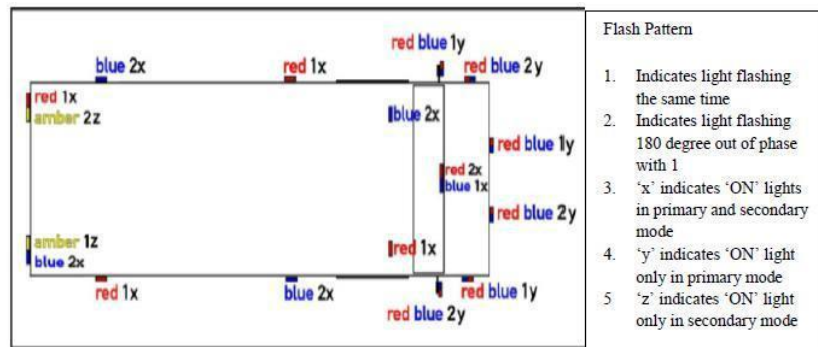 red blue 1y
blue 2x
red 1x
red blue 2y
red 1x
amber 2z
blue 2x
red blue 1y
red 2x
blue 1x
red blue 2y
amber 1z
blue 2x
red 1x
red 1x
blue 2x
red blue 1y
red blue 2y
Flash Pattern
1. Indicates light flashing
the same time
2. Indicates light flashing
180 degree out of phase
with 1
3. ‘x’ indicates ‘ON’ lights
in primary and secondary
mode
4. ‘y’ indicates ‘ON’ light
only in primary mode
5 ‘z’ indicates ‘ON’ light
only in secondary mode